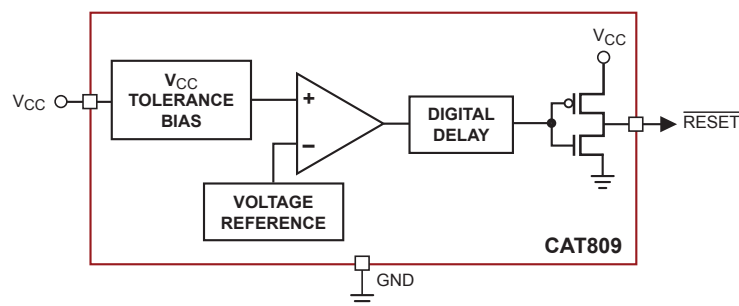 VCC
VCC
TOLERANCE
BIAS
+
−
VOLTAGE
REFERENCE
DIGITAL
DELAY
VCC
RESET
CAT809
GND